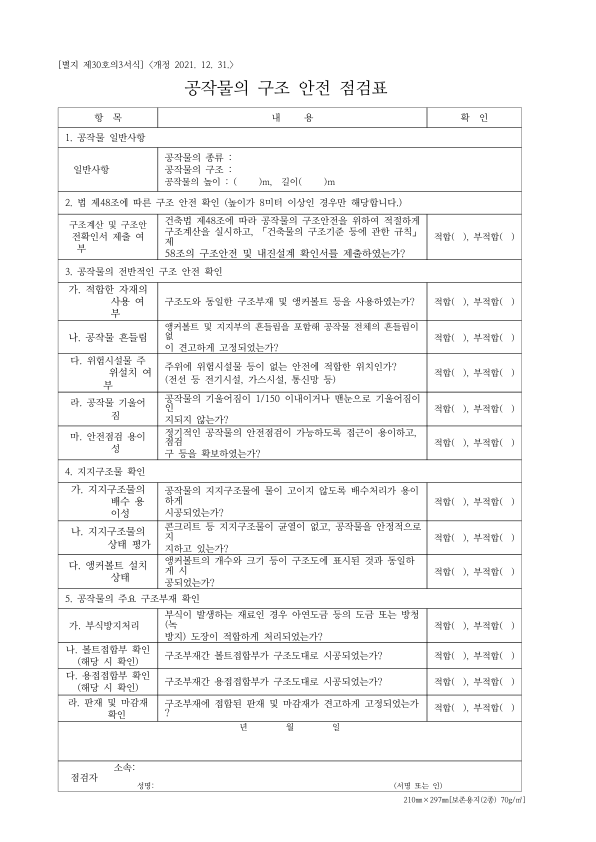 [별지 제30호의3서식] <개정 2021. 12. 31.>
공작물의 구조 안전 점검표
항 목
내 용
확 인
1. 공작물 일반사항
일반사항
공작물의 종류 :
공작물의 구조 :
공작물의 높이 : ( )m, 길이( )m
2. 법 제48조에 따른 구조 안전 확인 (높이가 8미터 이상인 경우만 해당합니다.)
구조계산 및 구조안
전확인서 제출 여
부
건축법 제48조에 따라 공작물의 구조안전을 위하여 적절하게
구조계산을 실시하고, 「건축물의 구조기준 등에 관한 규칙」
제
58조의 구조안전 및 내진설계 확인서를 제출하였는가?
적합( ), 부적합( )
3. 공작물의 전반적인 구조 안전 확인
가. 적합한 자재의
사용 여
부
구조도와 동일한 구조부재 및 앵커볼트 등을 사용하였는가?
적합( ), 부적합( )
나. 공작물 흔들림
앵커볼트 및 지지부의 흔들림을 포함해 공작물 전체의 흔들림이
없
이 견고하게 고정되었는가?
적합( ), 부적합( )
다. 위험시설물 주
위설치 여
부
주위에 위험시설물 등이 없는 안전에 적합한 위치인가?
(전선 등 전기시설, 가스시설, 통신망 등)
적합( ), 부적합( )
라. 공작물 기울어
짐
공작물의 기울어짐이 1/150 이내이거나 맨눈으로 기울어짐이
인
지되지 않는가?
적합( ), 부적합( )
마. 안전점검 용이
성
정기적인 공작물의 안전점검이 가능하도록 접근이 용이하고,
점검
구 등을 확보하였는가?
적합( ), 부적합( )
4. 지지구조물 확인
가. 지지구조물의
배수 용
이성
공작물의 지지구조물에 물이 고이지 않도록 배수처리가 용이
하게
시공되었는가?
적합( ), 부적합( )
나. 지지구조물의
상태 평가
콘크리트 등 지지구조물이 균열이 없고, 공작물을 안정적으로
지
지하고 있는가?
적합( ), 부적합( )
다. 앵커볼트 설치
상태
앵커볼트의 개수와 크기 등이 구조도에 표시된 것과 동일하
게 시
공되었는가?
적합( ), 부적합( )
5. 공작물의 주요 구조부재 확인
가. 부식방지처리
부식이 발생하는 재료인 경우 아연도금 등의 도금 또는 방청
(녹
방지) 도장이 적합하게 처리되었는가?
적합( ), 부적합( )
나. 볼트접합부 확인
(해당 시 확인)
구조부재간 볼트접합부가 구조도대로 시공되었는가?
적합( ), 부적합( )
다. 용접접합부 확인
(해당 시 확인)
구조부재간 용접접합부가 구조도대로 시공되었는가?
적합( ), 부적합( )
라. 판재 및 마감재
확인
구조부재에 접합된 판재 및 마감재가 견고하게 고정되었는가
?
적합( ), 부적합( )
년 월 일
점검자
소속:
성명:
(서명 또는 인)
210㎜×297㎜[보존용지(2종) 70g/㎡]